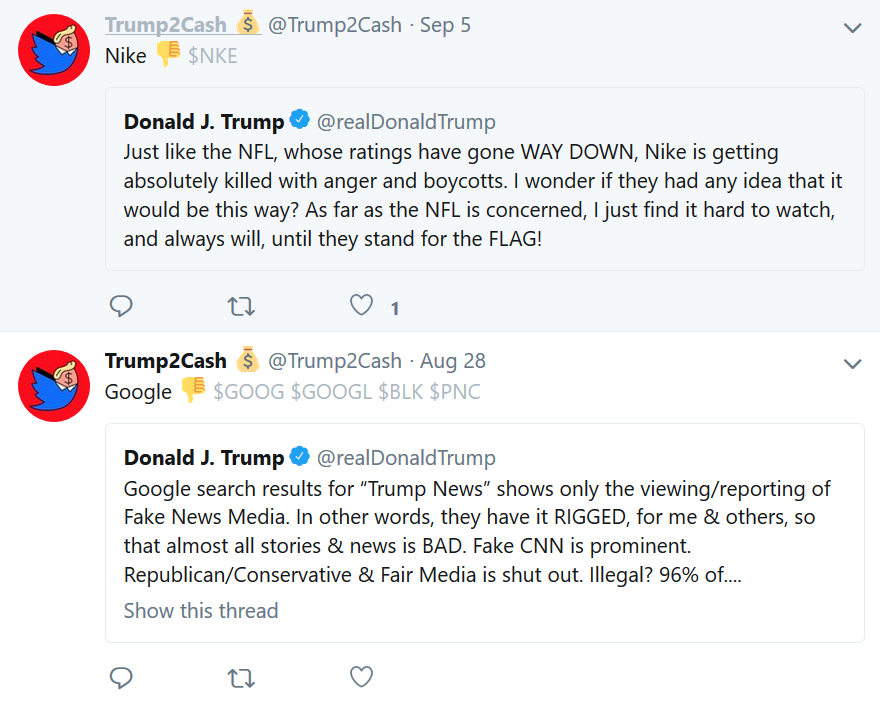 Trump2Cash 💰 @Trump2Cash · Sep 5
Nike 👎 $NKE
Donald J. Trump @realDonaldTrump
Just like the NFL, whose ratings have gone WAY DOWN, Nike is getting
absolutely killed with anger and boycotts. I wonder if they had any idea that it
would be this way? As far as the NFL is concerned, I just find it hard to watch,
and always will, until they stand for the FLAG!
1
Trump2Cash 💰 @Trump2Cash · Aug 28
Google 👎 $GOOG $GOOGL $BLK $PNC
Donald J. Trump @realDonaldTrump
Google search results for “Trump News” shows only the viewing/reporting of
Fake News Media. In other words, they have it RIGGED, for me & others, so
that almost all stories & news is BAD. Fake CNN is prominent.
Republican/Conservative & Fair Media is shut out. Illegal? 96% of....
Show this thread